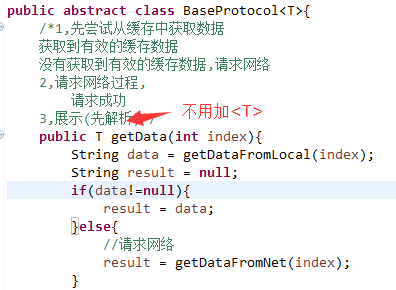 public abstract class BaseProtocol<T>{
/*1,先尝试从缓存中获取数据
获取到有效的缓存数据
没有获取到有效的缓存数据,请求网络
2,请求网络过程,
请求成功
3,展示(先解析
不用加<T>
public T getData(int index){
String data = getDataFromLocal(index);
String result = null;
if(data!=null){
result = data;
}else{
//请求网络
result = getDataFromNet(index);
}